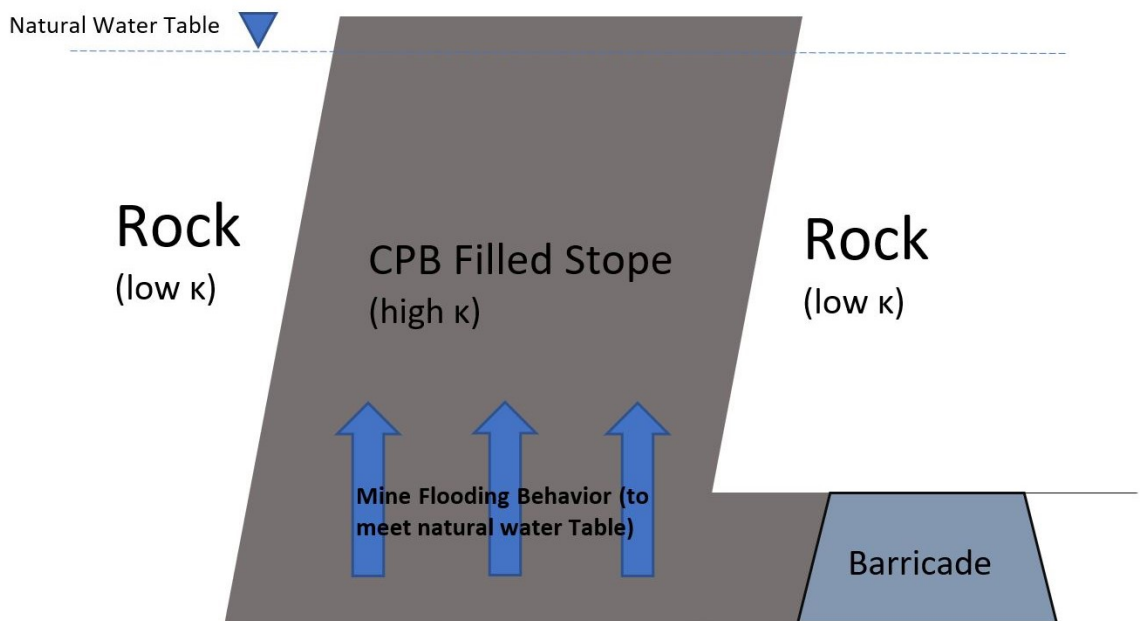 Natural Water Table
Rock
(low κ)
CPB Filled Stope
(high κ)
Rock
(low κ)
Mine Flooding Behavior (to
meet natural water Table)
Barricade